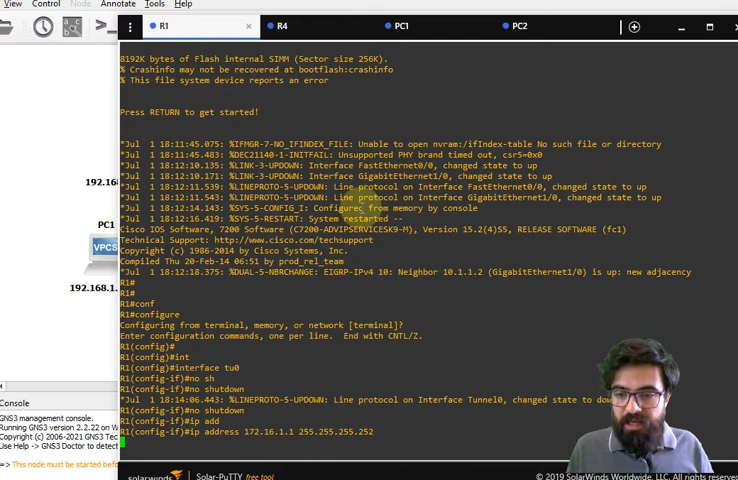 View Control Node Annotate Tools Help
R1
R4
PC1
PC2
8192K bytes of Flash internal SIMM (Sector size 256K).
% Crashinfo may not be recovered at bootflash:crashinfo
% This file system device reports an error
Press RETURN to get started!
*Jul 1 18:11:45.075: %IFMGR-7-NO_IFINDEX_FILE: Unable to open nvram:/ifIndex-table No such file or directory
*Jul 1 18:11:45.483: %DEC21140-1-INITFAIL: Unsupported PHY brand timed out, csr5=0x0
*Jul 1 18:12:10.135: %LINK-3-UPDOWN: Interface FastEthernet0/0, changed state to up
*Jul 1 18:12:10.171: %LINK-3-UPDOWN: Interface GigabitEthernet1/0, changed state to up
*Jul 1 18:12:11.539: %LINEPROTO-5-UPDOWN: Line protocol on Interface FastEthernet0/0, changed state to up
*Jul 1 18:12:11.543: %LINEPROTO-5-UPDOWN: Line protocol on Interface GigabitEthernet1/0, changed state to up
*Jul 1 18:12:14.143: %SYS-5-CONFIG_I: Configured from memory by console
*Jul 1 18:12:16.419: %SYS-5-RESTART: System restarted --
Cisco IOS Software, 7200 Software (C7200-ADVIPSERVICESK9-M), Version 15.2(4)S5, RELEASE SOFTWARE (fc1)
Technical Support: http://www.cisco.com/techsupport
Copyright (c) 1986-2014 by Cisco Systems, Inc.
Compiled Thu 20-Feb-14 06:51 by prod_rel_team
*Jul 1 18:12:18.375: %DUAL-5-NBRCHANGE: EIGRP-IPv4 10: Neighbor 10.1.1.2 (GigabitEthernet1/0) is up: new adjacency
R1#
R1#
R1#conf
R1#configure
Configuring from terminal, memory, or network [terminal]?
Enter configuration commands, one per line. End with CNTL/Z.
R1(config)#
R1(config)#int
R1(config)#interface tu0
R1(config-if)#no sh
R1(config-if)#no shutdown
*Jul 1 18:14:06.443: %LINEPROTO-5-UPDOWN: Line protocol on Interface Tunnel0, changed state to
R1(config-if)#no shutdown
R1(config-if)#ip add
R1(config-if)#ip address 172.16.1.1 255.255.255.252
192.168
PC1
VPCS
192.168.1.
Console
GNS3 management console.
Running GNS3 version 2.2.22 on
Copyright (c) 2006-2021 GNS3
Use Help -> GNS3 Doctor to detect
=> This node must be started
solarwinds
Solar-PuTTY free tool
© 2019 SolarWinds Worldwide, LLC. All